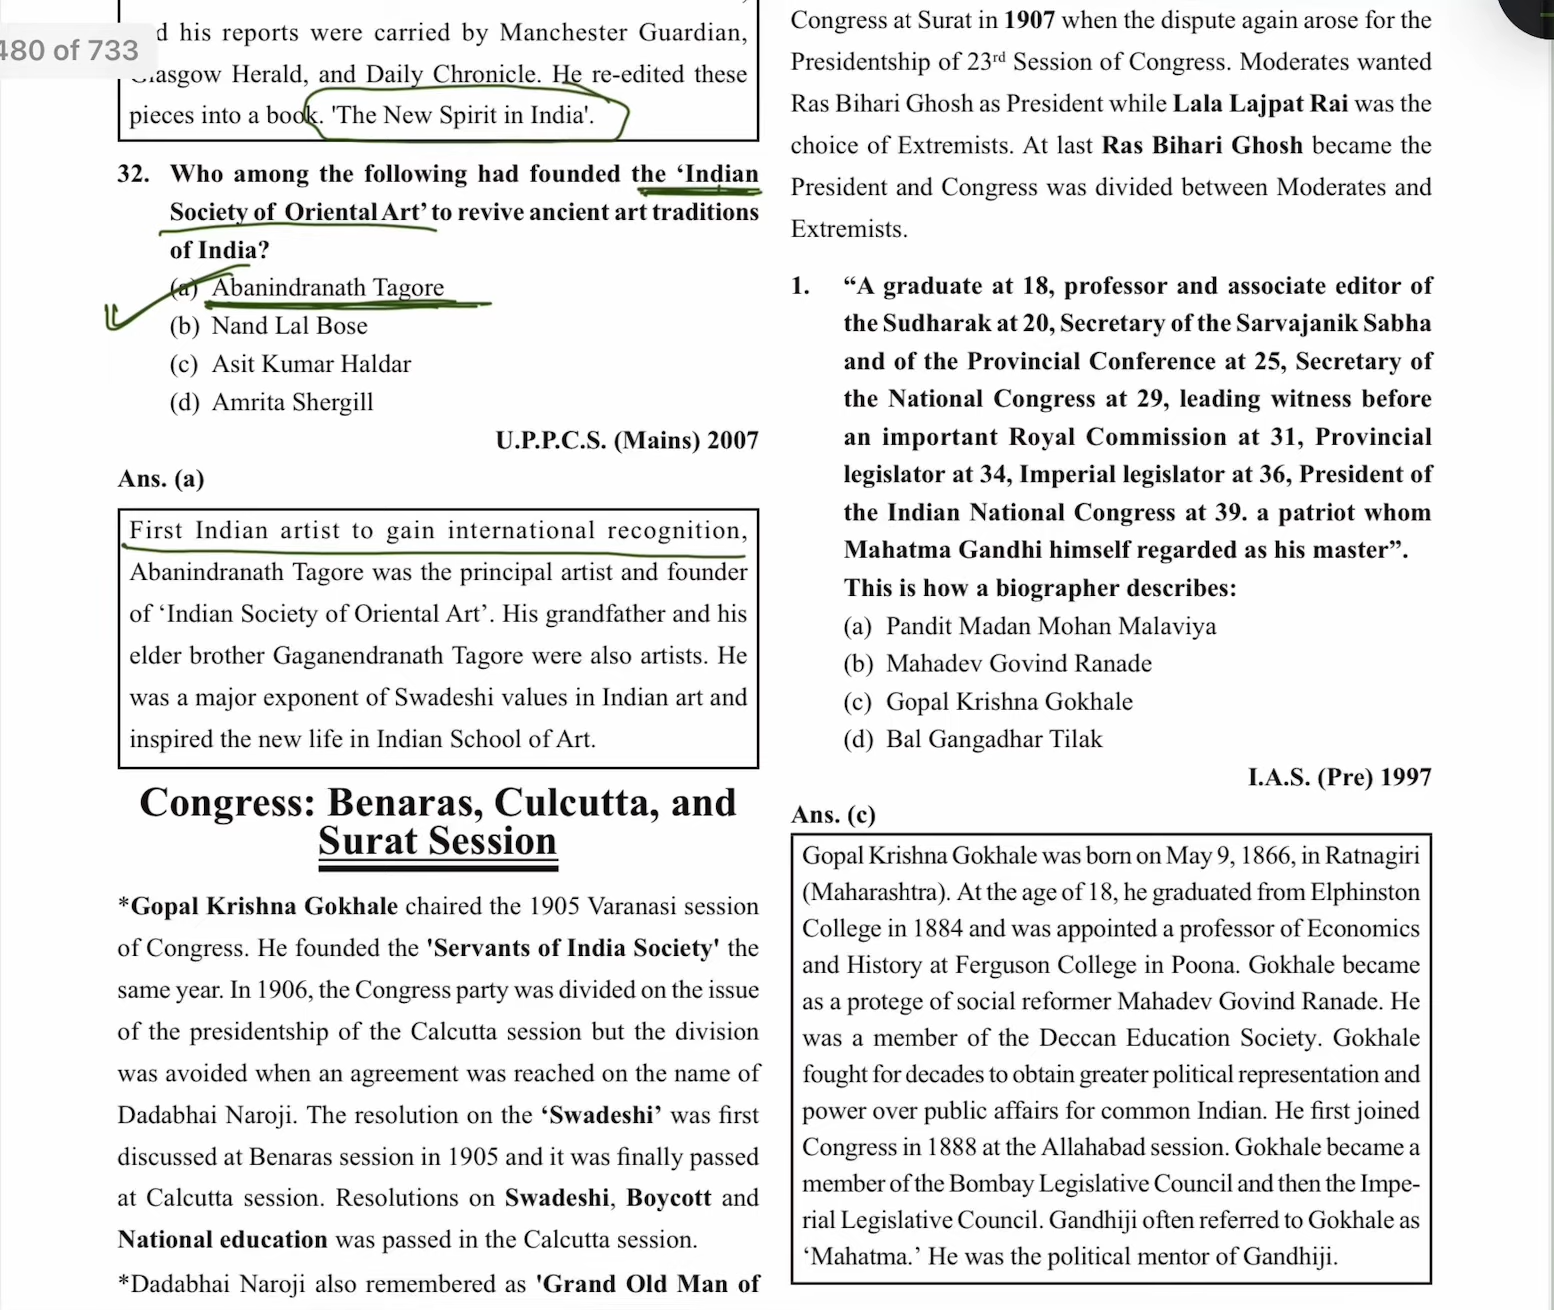 480 of 733
d his reports were carried by Manchester Guardian,
Glasgow Herald, and Daily Chronicle. He re-edited these
pieces into a book. 'The New Spirit in India'.
32. Who among the following had founded the ‘Indian
Society of Oriental Art’ to revive ancient art traditions
of India?
(a) Abanindranath Tagore
(b) Nand Lal Bose
(c) Asit Kumar Haldar
(d) Amrita Shergill
U.P.P.C.S. (Mains) 2007
Ans. (a)
First Indian artist to gain international recognition,
Abanindranath Tagore was the principal artist and founder
of ‘Indian Society of Oriental Art’. His grandfather and his
elder brother Gaganendranath Tagore were also artists. He
was a major exponent of Swadeshi values in Indian art and
inspired the new life in Indian School of Art.
Congress: Benaras, Culcutta, and
Surat Session
*Gopal Krishna Gokhale chaired the 1905 Varanasi session
of Congress. He founded the 'Servants of India Society' the
same year. In 1906, the Congress party was divided on the issue
of the presidentship of the Calcutta session but the division
was avoided when an agreement was reached on the name of
Dadabhai Naroji. The resolution on the ‘Swadeshi’ was first
discussed at Benaras session in 1905 and it was finally passed
at Calcutta session. Resolutions on Swadeshi, Boycott and
National education was passed in the Calcutta session.
*Dadabhai Naroji also remembered as 'Grand Old Man of
Congress at Surat in 1907 when the dispute again arose for the
Presidentship of 23rd Session of Congress. Moderates wanted
Ras Bihari Ghosh as President while Lala Lajpat Rai was the
choice of Extremists. At last Ras Bihari Ghosh became the
President and Congress was divided between Moderates and
Extremists.
1. “A graduate at 18, professor and associate editor of
the Sudharak at 20, Secretary of the Sarvajanik Sabha
and of the Provincial Conference at 25, Secretary of
the National Congress at 29, leading witness before
an important Royal Commission at 31, Provincial
legislator at 34, Imperial legislator at 36, President of
the Indian National Congress at 39. a patriot whom
Mahatma Gandhi himself regarded as his master”.
This is how a biographer describes:
(a) Pandit Madan Mohan Malaviya
(b) Mahadev Govind Ranade
(c) Gopal Krishna Gokhale
(d) Bal Gangadhar Tilak
I.A.S. (Pre) 1997
Ans. (c)
Gopal Krishna Gokhale was born on May 9, 1866, in Ratnagiri
(Maharashtra). At the age of 18, he graduated from Elphinston
College in 1884 and was appointed a professor of Economics
and History at Ferguson College in Poona. Gokhale became
as a protege of social reformer Mahadev Govind Ranade. He
was a member of the Deccan Education Society. Gokhale
fought for decades to obtain greater political representation and
power over public affairs for common Indian. He first joined
Congress in 1888 at the Allahabad session. Gokhale became a
member of the Bombay Legislative Council and then the Impe-
rial Legislative Council. Gandhiji often referred to Gokhale as
‘Mahatma.’ He was the political mentor of Gandhiji.